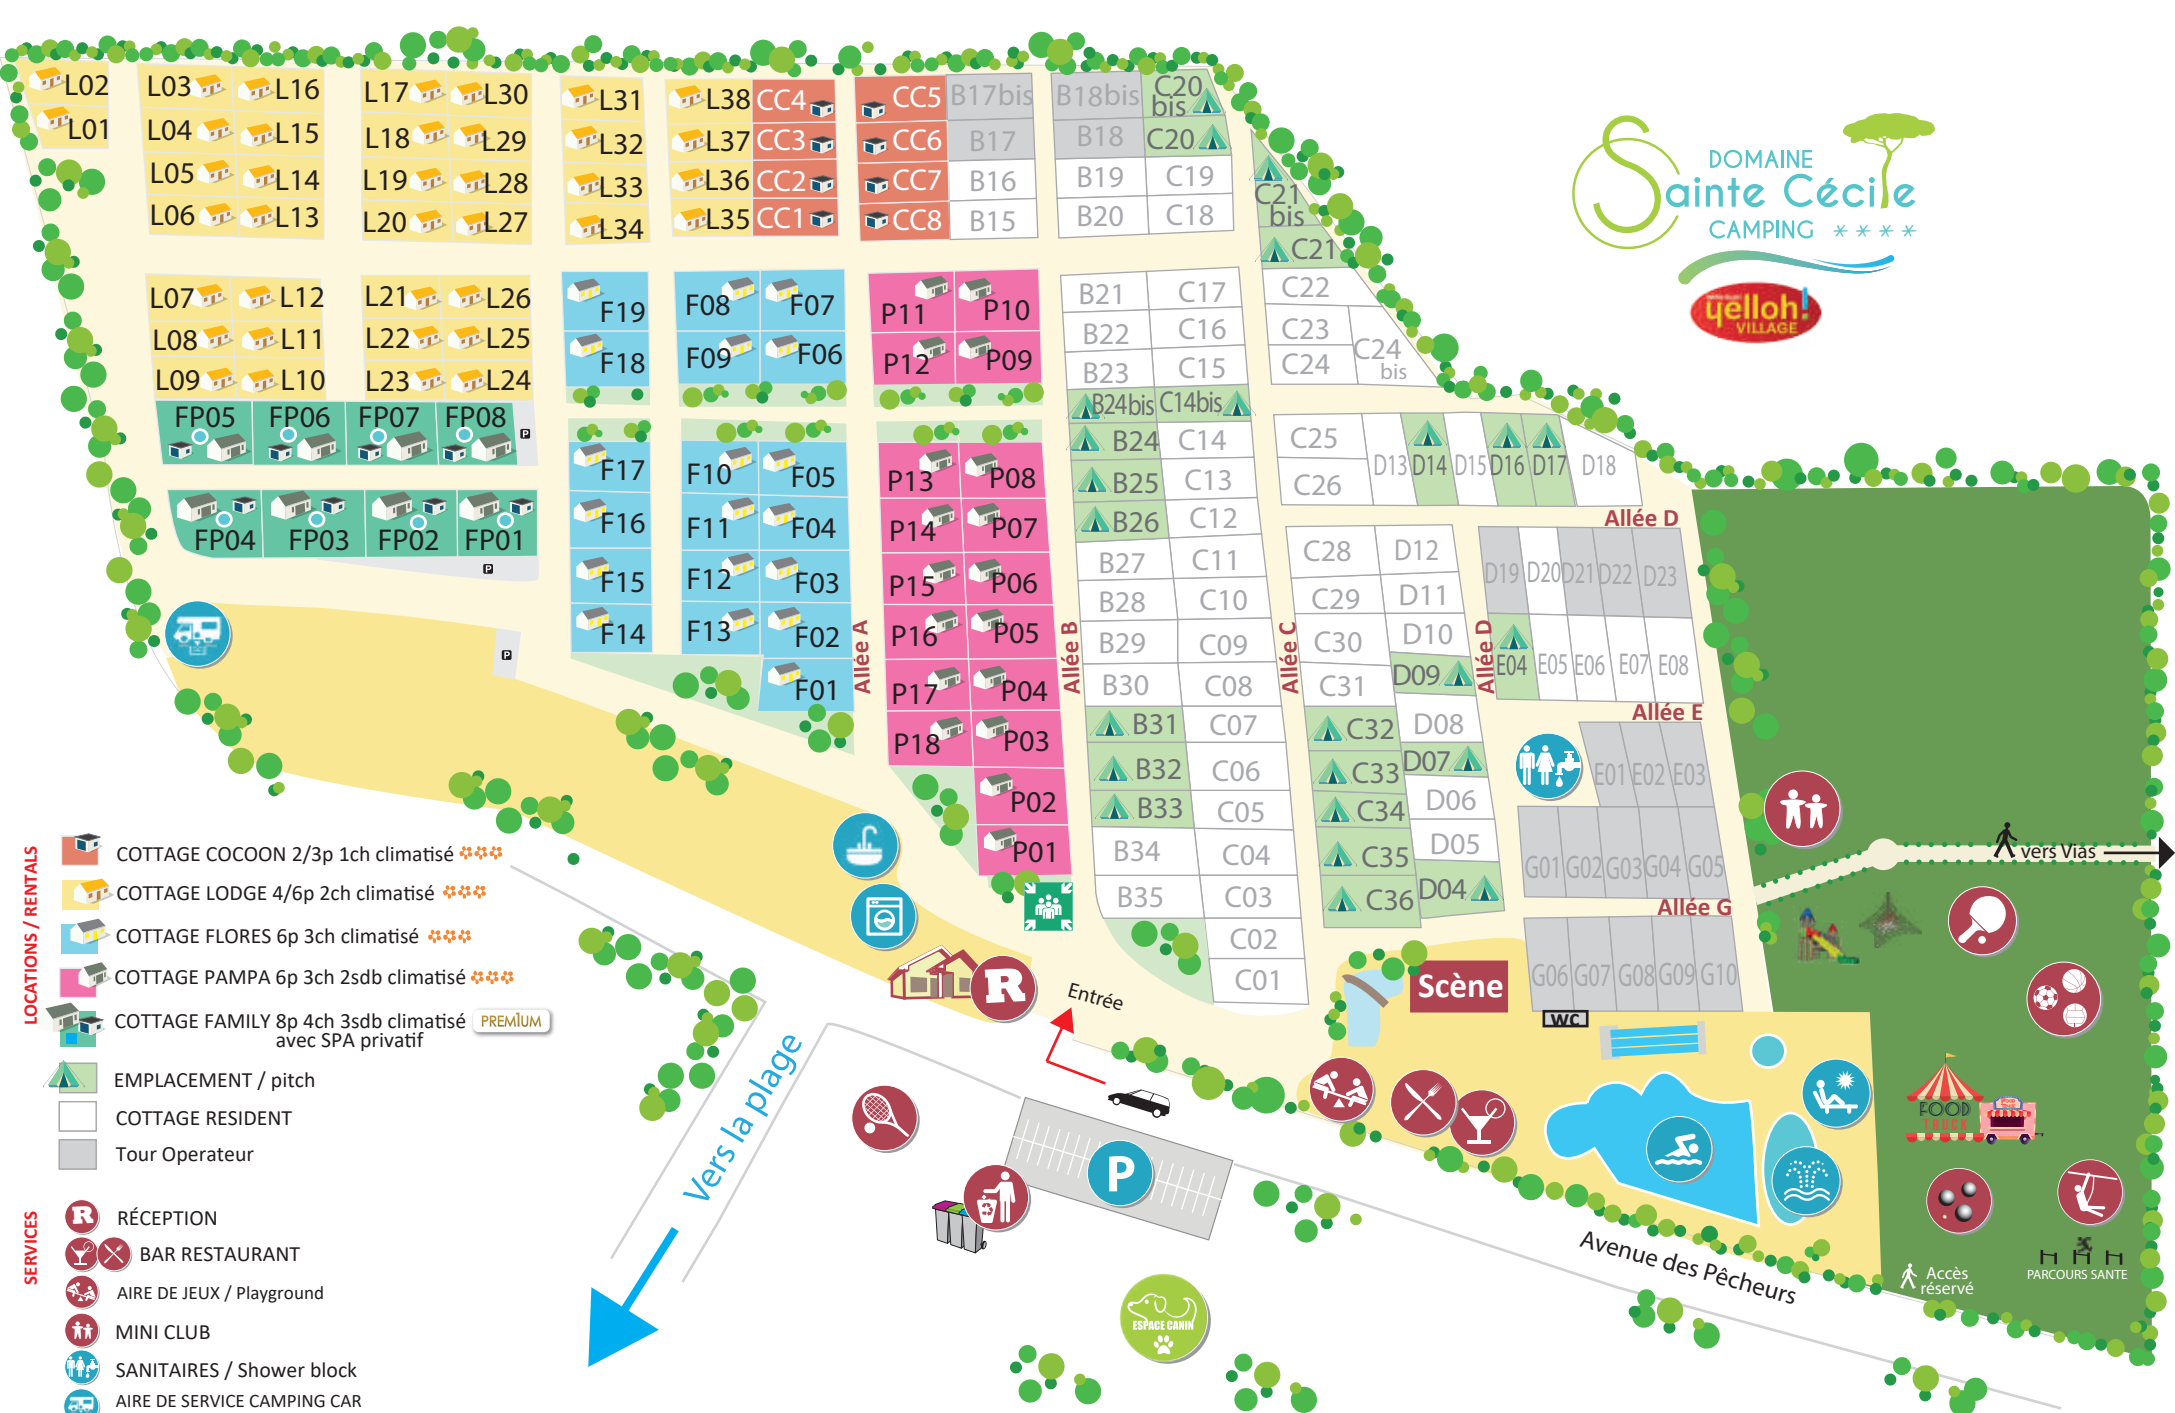 L02
L01
L03 L16
L04 L15
L05 L14
L06 L13
L17 L30
L18 L29
L19 L28
L20 L27
L31
L32
L33
L34
L38 CC4
L37 CC3
L36 CC2
L35 CC1
CC5 B17bis
CC6 B17
CC7 B16
CC8 B15
B18bis C20 bis
B18 C20
B19 C19
B20 C18
C21 bis
C21
DOMAINE
Sainte Cécile
CAMPING ****
yelloh!
VILLAGE
L07 L12
L08 L11
L09 L10
L21 L26
L22 L25
L23 L24
FP05 FP06 FP07 FP08
P
FP04 FP03 FP02 FP01
P
P
F19
F18
F17
F16
F15
F14
F08 F07
F09 F06
F10 F05
F11 F04
F12 F03
F13 F02
F01
Allée A
P11 P10
P12 P09
P13 P08
P14 P07
P15 P06
P16 P05
P17 P04
P18 P03
P02
P01
Allée B
B21 C17
B22 C16
B23 C15
B24bis C14bis
B24 C14
B25 C13
B26 C12
B27 C11
B28 C10
B29 C09
B30 C08
B31 C07
B32 C06
B33 C05
B34 C04
B35 C03
C02
C01
Allée C
C22
C23
C24
C24 bis
C25
C26
D13 D14 D15 D16 D17 D18
Allée D
C28 D12
C29 D11
C30 D10
C31 D09
C32 D08
C33 D07
C34 D06
C35 D05
C36 D04
Allée D
D19 D20 D21 D22 D23
E04 E05 E06 E07 E08
Allée E
E01 E02 E03
G01 G02 G03 G04 G05
Allée G
G06 G07 G08 G09 G10
vers Vias
Scène
WC
R
Entrée
Vers la plage
P
Avenue des Pêcheurs
ESPACE CANIN
FOOD
TRUCK
Accès
réservé
PARCOURS SANTE
LOCATIONS / RENTALS
COTTAGE COCOON 2/3p 1ch climatisé
COTTAGE LODGE 4/6p 2ch climatisé
COTTAGE FLORES 6p 3ch climatisé
COTTAGE PAMPA 6p 3ch 2sdb climatisé
COTTAGE FAMILY 8p 4ch 3sdb climatisé PREMIUM
avec SPA privatif
EMPLACEMENT / pitch
COTTAGE RESIDENT
Tour Operateur
SERVICES
R RÉCEPTION
BAR RESTAURANT
AIRE DE JEUX / Playground
MINI CLUB
SANITAIRES / Shower block
AIRE DE SERVICE CAMPING CAR